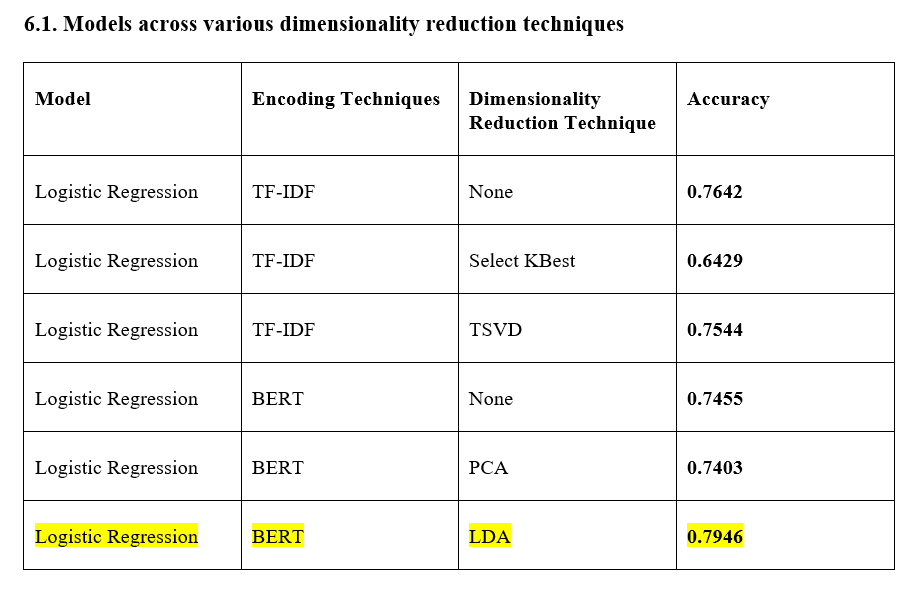 6.1. Models across various dimensionality reduction techniques
Model Encoding Techniques Dimensionality Reduction Technique Accuracy
Logistic Regression TF-IDF None 0.7642
Logistic Regression TF-IDF Select KBest 0.6429
Logistic Regression TF-IDF TSVD 0.7544
Logistic Regression BERT None 0.7455
Logistic Regression BERT PCA 0.7403
Logistic Regression BERT LDA 0.7946